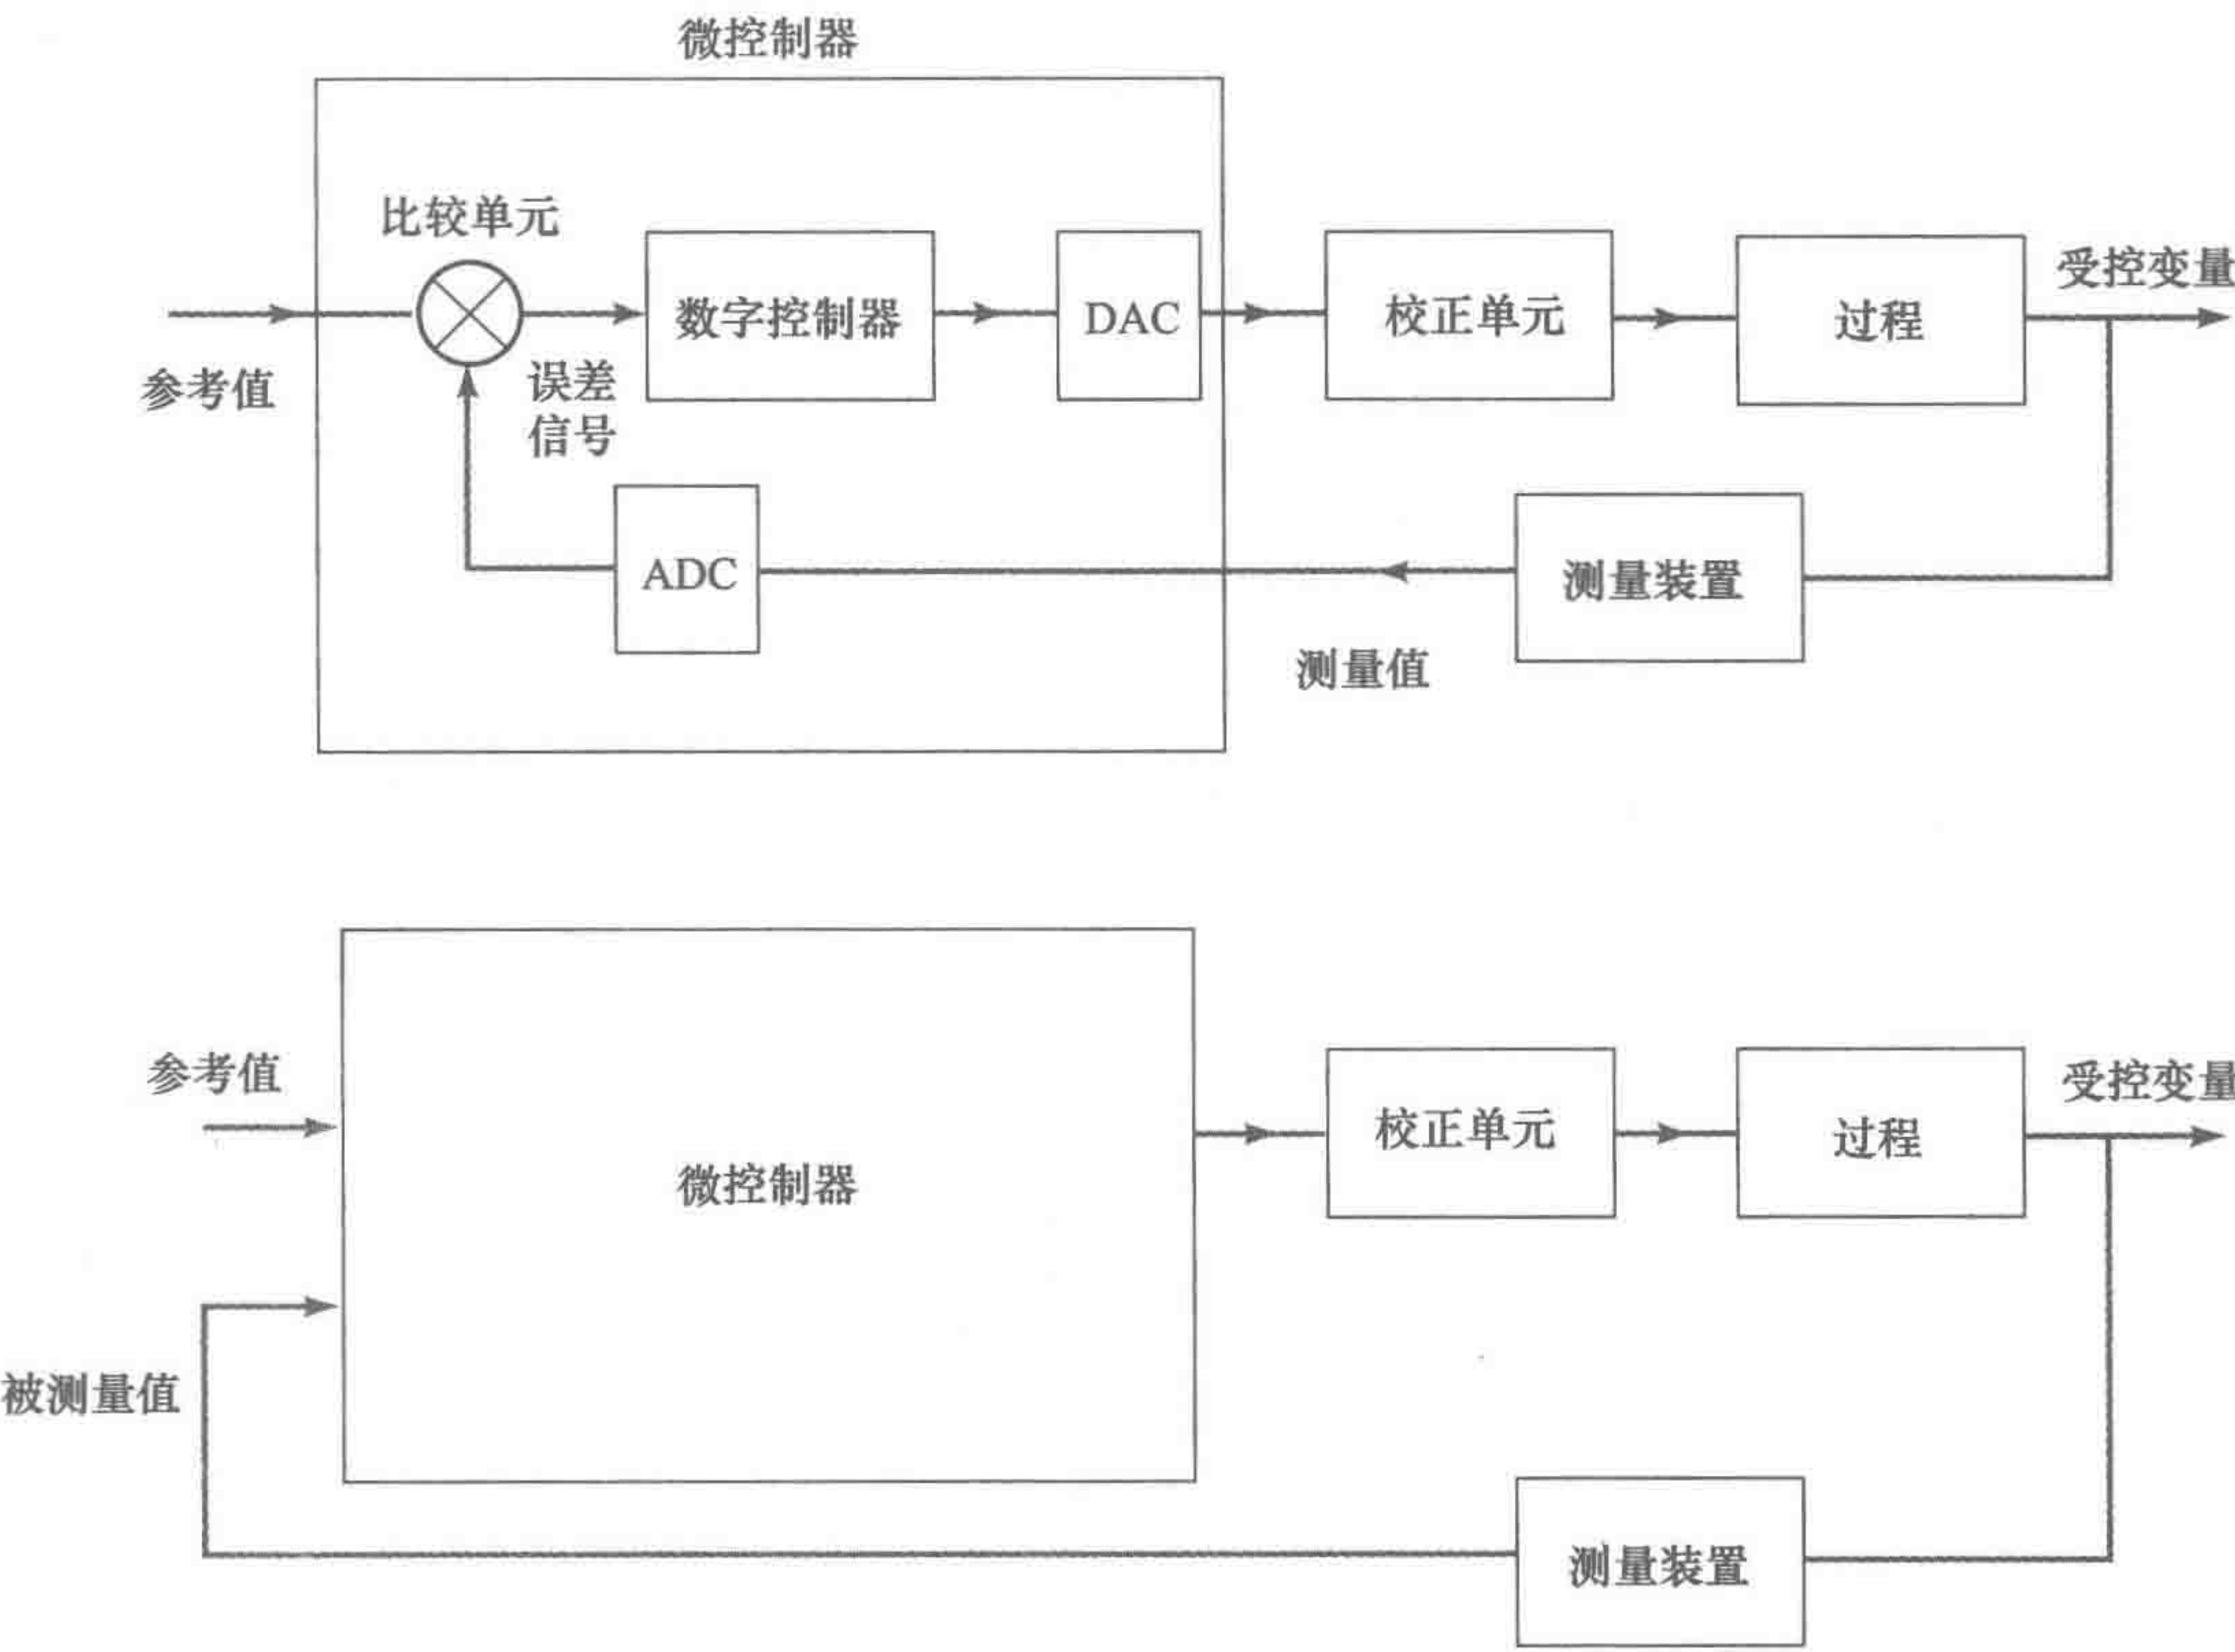 微控制器
比较单元
数字控制器
DAC
校正单元
过程
受控变量
参考值
误差
信号
ADC
测量装置
测量值
参考值
微控制器
校正单元
过程
受控变量
被测量值
测量装置